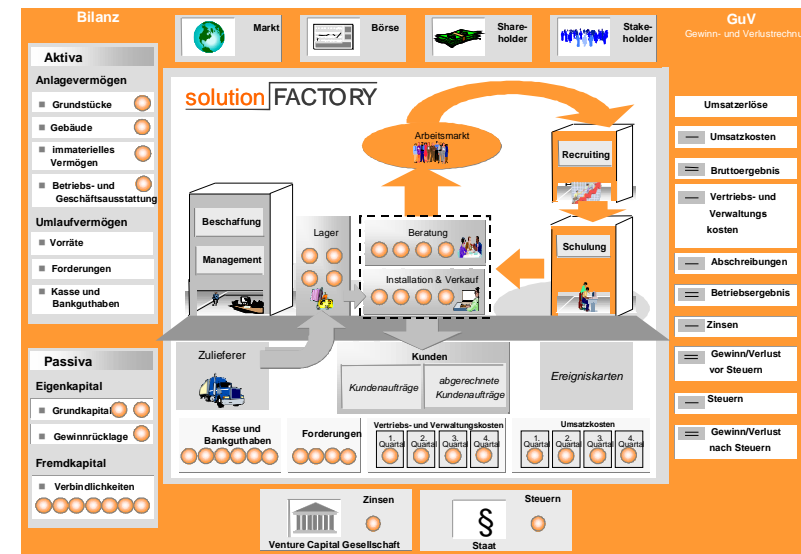 Bilanz
Markt
Börse
Share-
holder
Stake-
holder
GuV
Gewinn- und Verlustrechnu
Aktiva
Anlagevermögen
Grundstücke
Gebäude
immaterielles
Vermögen
Betriebs- und
Geschäftsausstattung
Umlaufvermögen
Vorräte
Forderungen
Kasse und
Bankguthaben
Passiva
Eigenkapital
Grundkapital
Gewinnrücklage
Fremdkapital
Verbindlichkeiten
solution FACTORY
Arbeitsmarkt
Recruiting
Schulung
Beschaffung
Management
Lager
Beratung
Installation & Verkauf
Zulieferer
Kunden
Kundenaufträge
abgerechnete
Kundenaufträge
Ereigniskarten
Kasse und
Bankguthaben
Forderungen
Vertriebs- und Verwaltungskosten
1.
Quartal
2.
Quartal
3.
Quartal
4.
Quartal
Umsatzkosten
1.
Quartal
2.
Quartal
3.
Quartal
4.
Quartal
Zinsen
Venture Capital Gesellschaft
Steuern
§
Staat
Umsatzerlöse
— Umsatzkosten
= Bruttoergebnis
— Vertriebs- und
Verwaltungs
kosten
— Abschreibungen
= Betriebsergebnis
— Zinsen
= Gewinn/Verlust
vor Steuern
— Steuern
= Gewinn/Verlust
nach Steuern